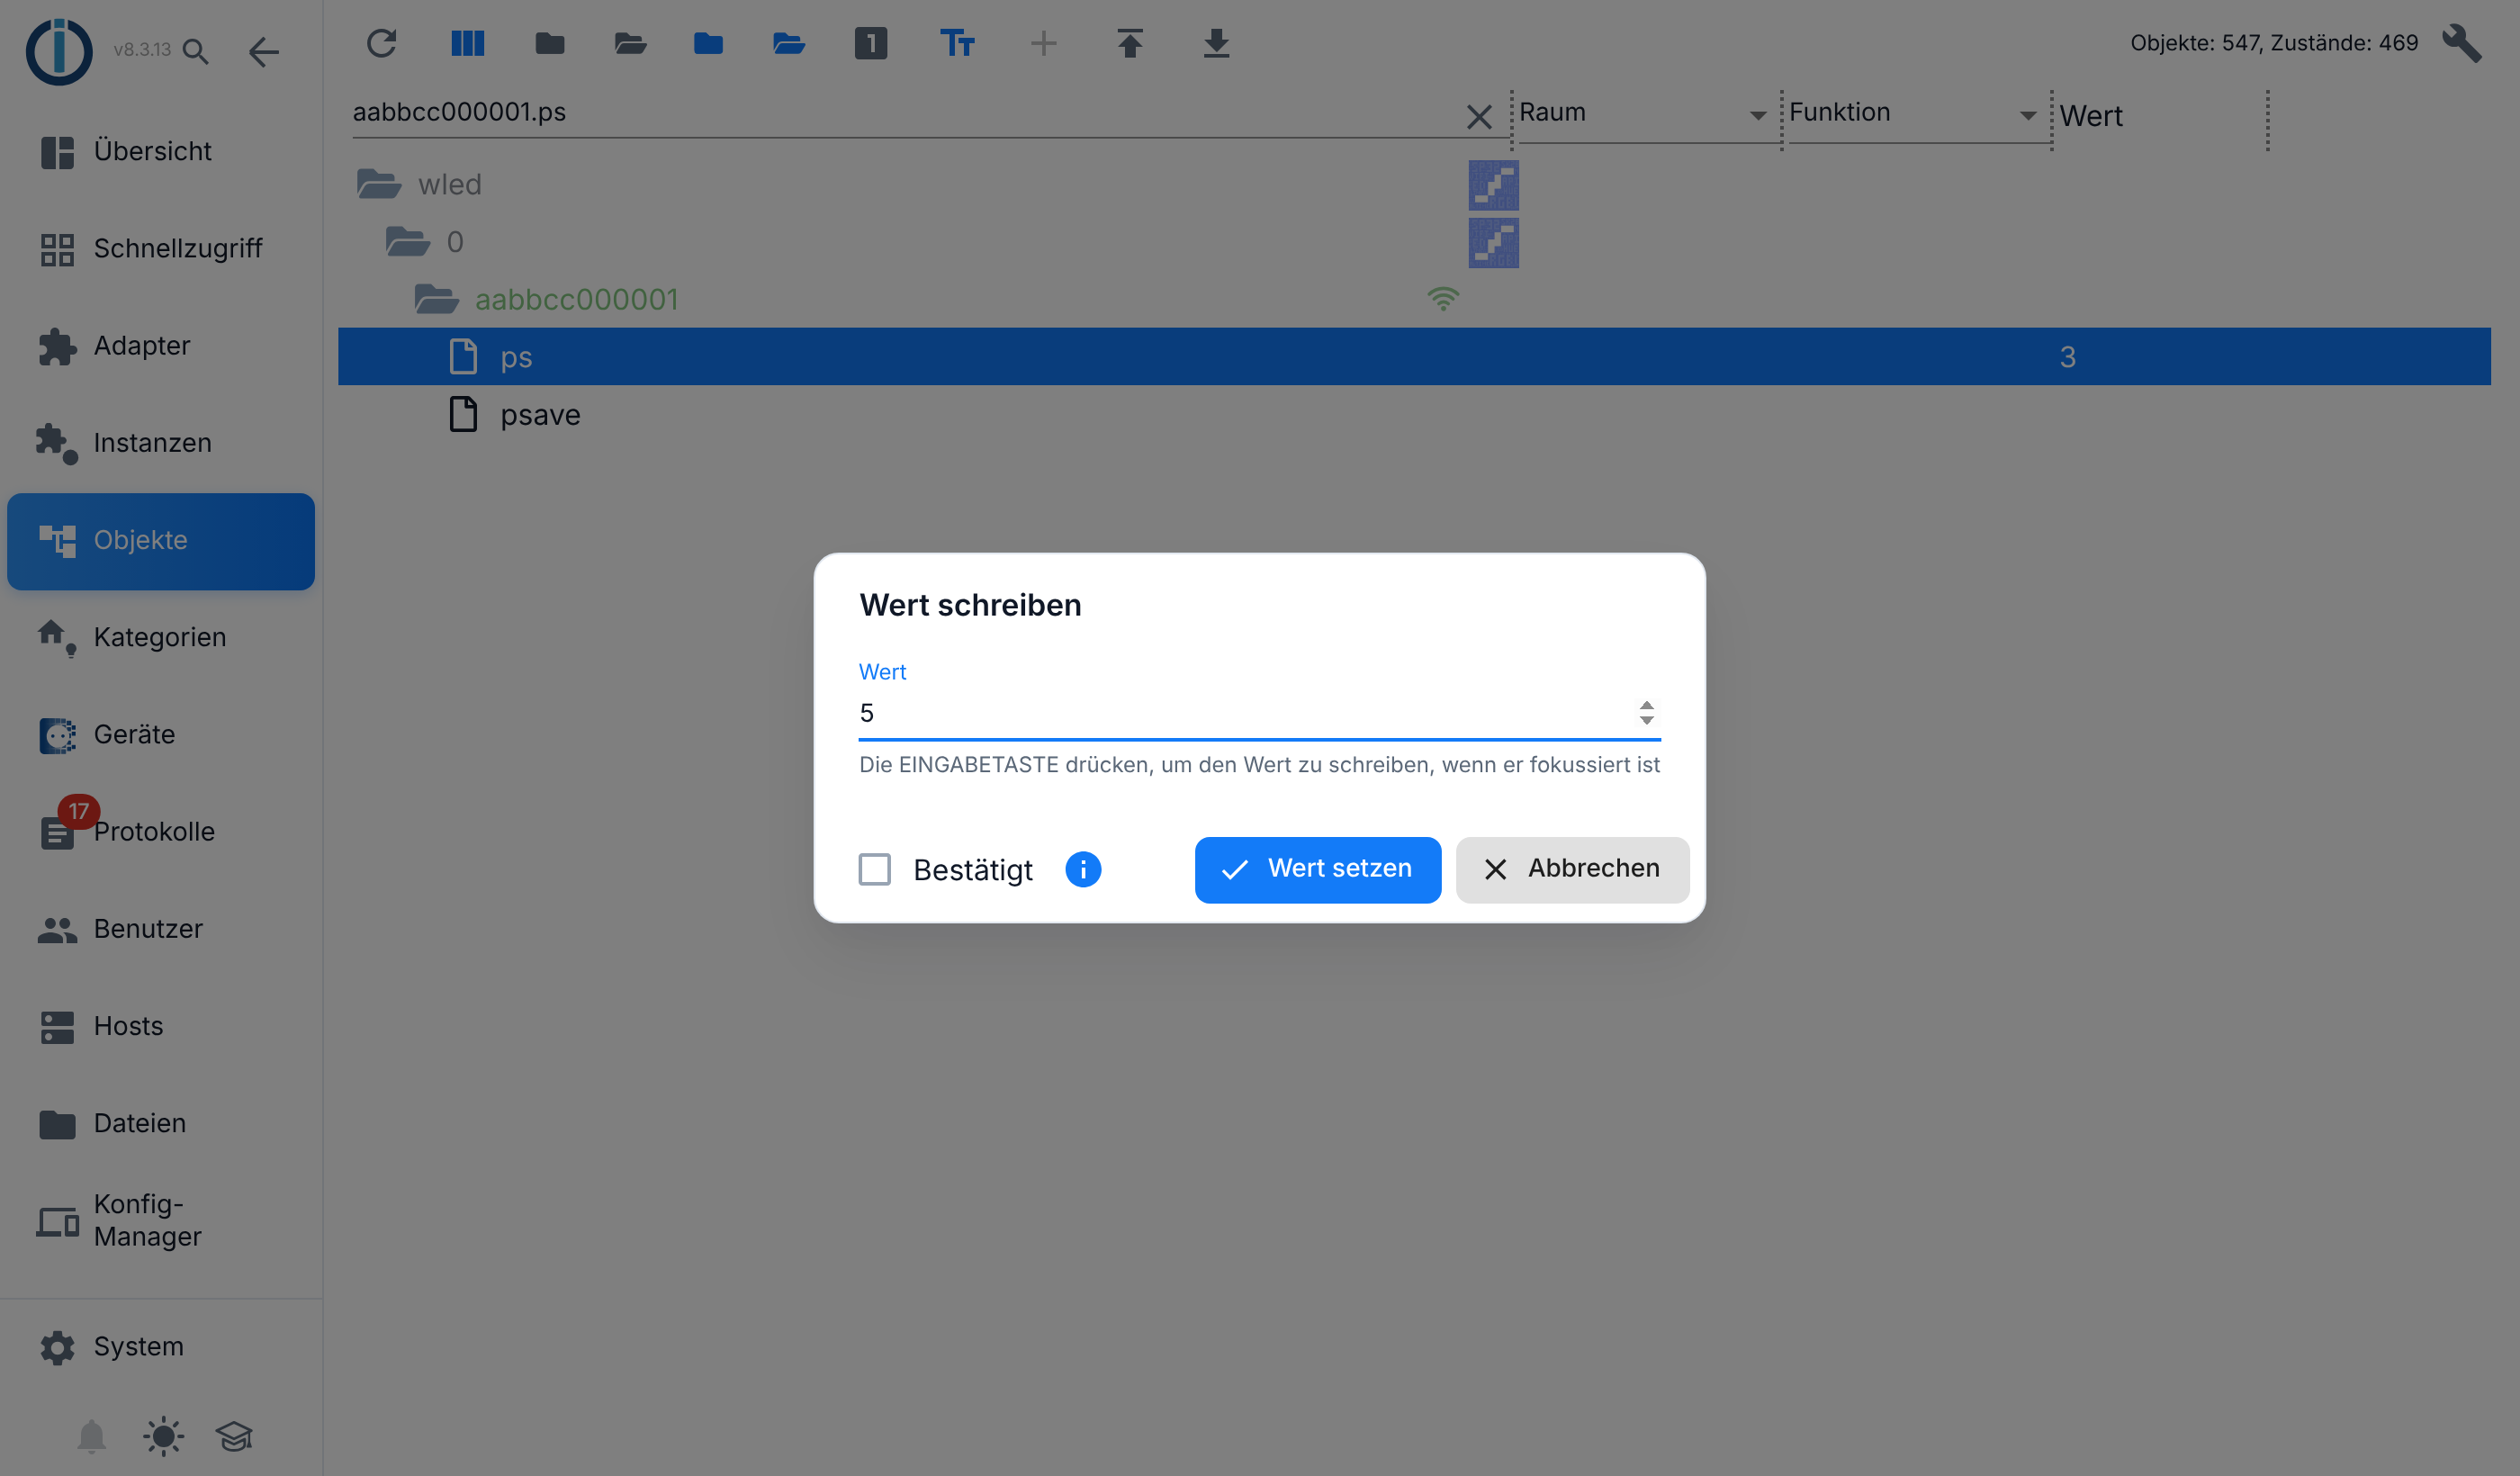 v8.3.13
Objekte: 547, Zustände: 469
aabbcc000001.ps
Raum
Funktion
Wert
Übersicht
Schnellzugriff
Adapter
Instanzen
Objekte
Kategorien
Geräte
17
Protokolle
Benutzer
Hosts
Dateien
Konfig-
Manager
System
wled
0
aabbcc000001
ps
3
psave
Wert schreiben
Wert
5
Die EINGABETASTE drücken, um den Wert zu schreiben, wenn er fokussiert ist
Bestätigt
Wert setzen
Abbrechen